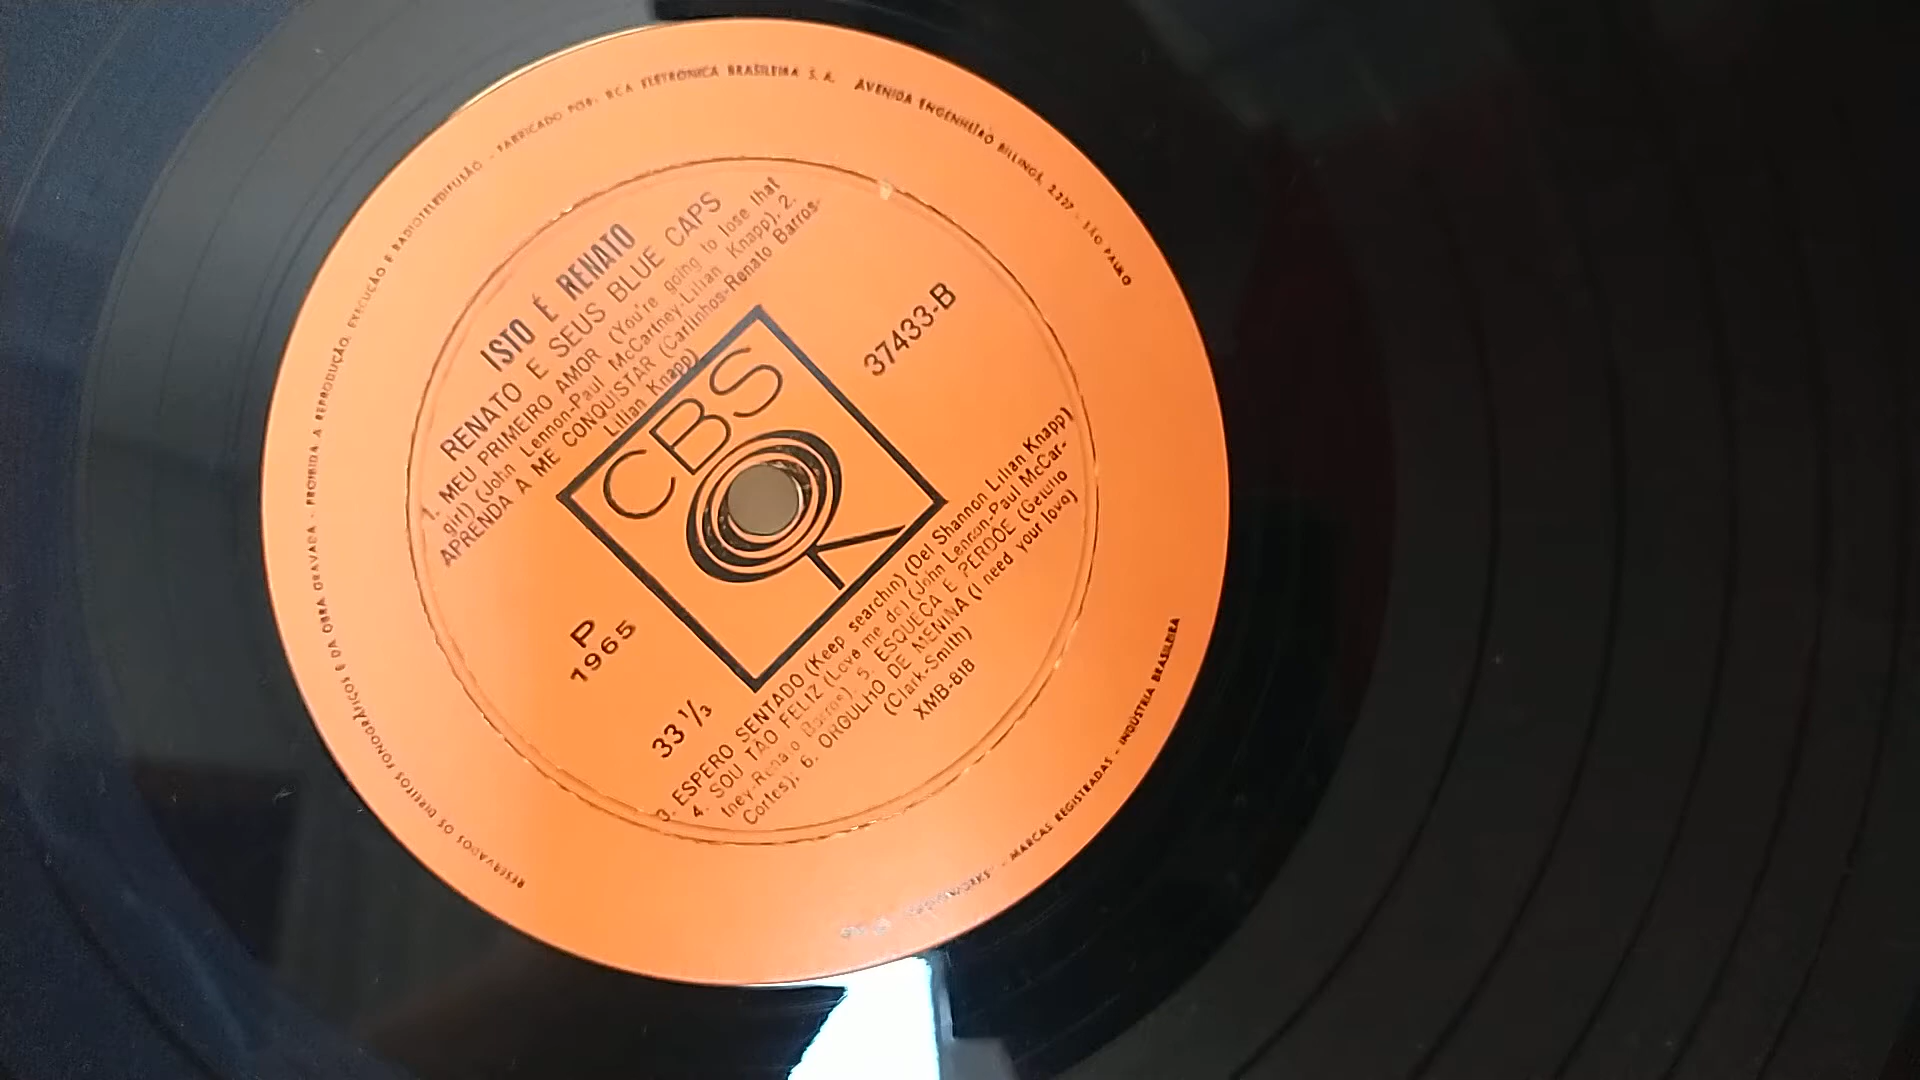 ISTO É RENATO
RENATO E SEUS BLUE CAPS
1. MEU PRIMEIRO AMOR (You're going to lose that
girl) (John Lennon-Paul McCartney-Lilian Knapp). 2.
APRENDA A ME CONQUISTAR (Carlinhos-Renato Barros-
Lilian Knapp)
CBS
37433-B
P
1965
33 1/3
3. ESPERO SENTADO (Keep searchin) (Del Shannon Lilian Knapp)
4. SOU TÃO FELIZ (Love me do) (John Lennon-Paul McCar-
tney-Renato Barros). 5. ESQUEÇA E PERDÕE (Getulio
Cortes); 6. ORGULHO DE MENINA (I need your love)
(Clark-Smith)
XMB-818
RESERVADOS OS DIREITOS FONOGRÁFICOS E DA OBRA GRAVADA - PROIBIDA A REPRODUÇÃO, EXECUÇÃO E RADIOTELEDIFUSÃO - FABRICADO POR: RCA ELETRÔNICA BRASILEIRA S. A. AVENIDA ENGENHEIRO BILLINGS, 2.227 - SÃO PAULO
- MARCAS REGISTRADAS - INDÚSTRIA BRASILEIRA